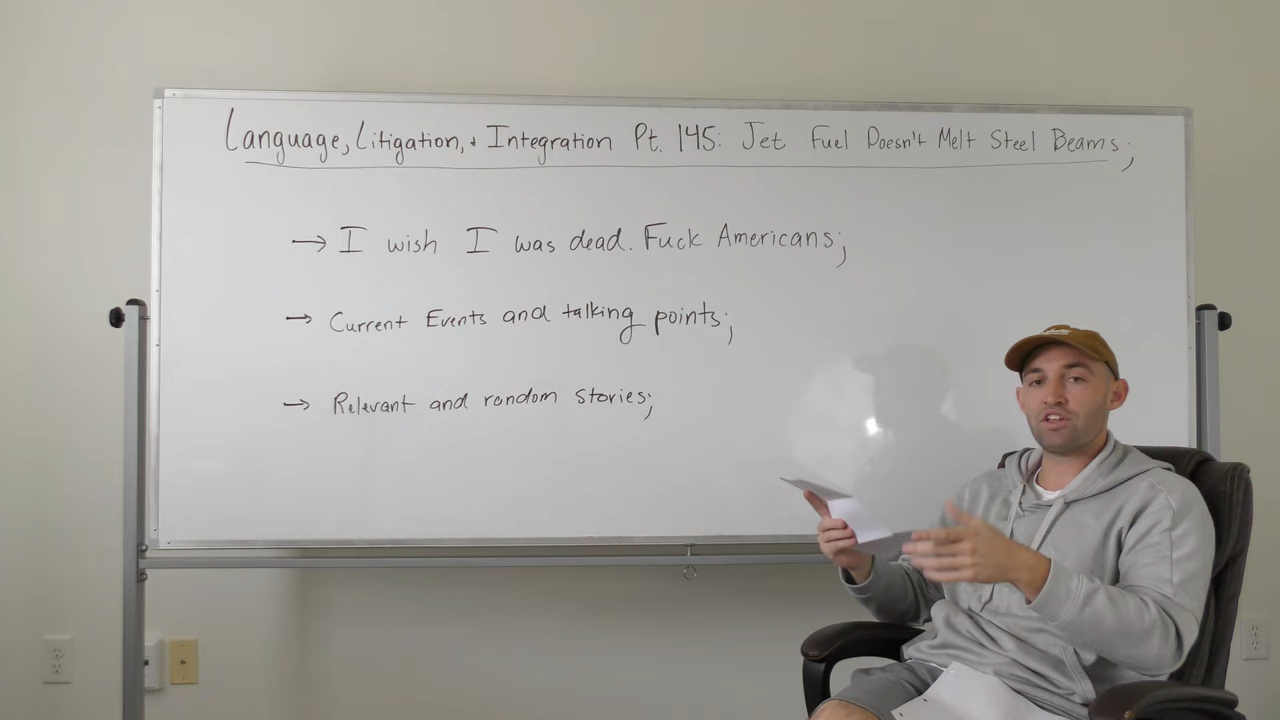 Language, Litigation, + Integration Pt. 145: Jet Fuel Doesn't Melt Steel Beams;
→ I wish I was dead. Fuck Americans;
→ Current Events and talking points;
→ Relevant and random stories;